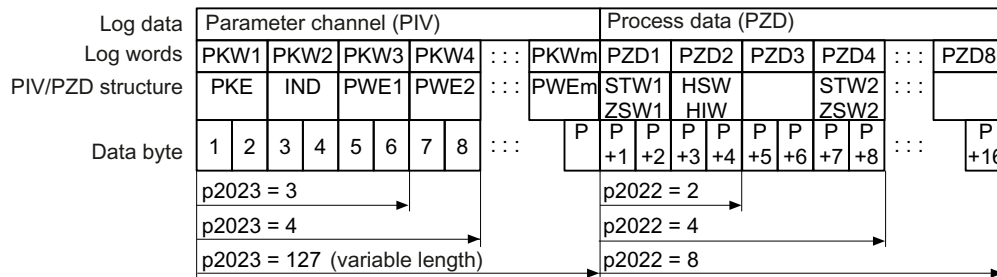 Log data Parameter channel (PIV) Process data (PZD)
Log words PKW1 PKW2 PKW3 PKW4 : : : PKWm PZD1 PZD2 PZD3 PZD4 : : : PZD8
PIV/PZD structure PKE IND PWE1 PWE2 : : : PWEm STW1 HSW STW2 : : :
ZSW1 HIW ZSW2
Data byte 1 2 3 4 5 6 7 8 : : : P P P P P P P P P : : : P
+1 +2 +3 +4 +5 +6 +7 +8 +16
p2023 = 3 p2022 = 2
p2023 = 4 p2022 = 4
p2023 = 127 (variable length) p2022 = 8